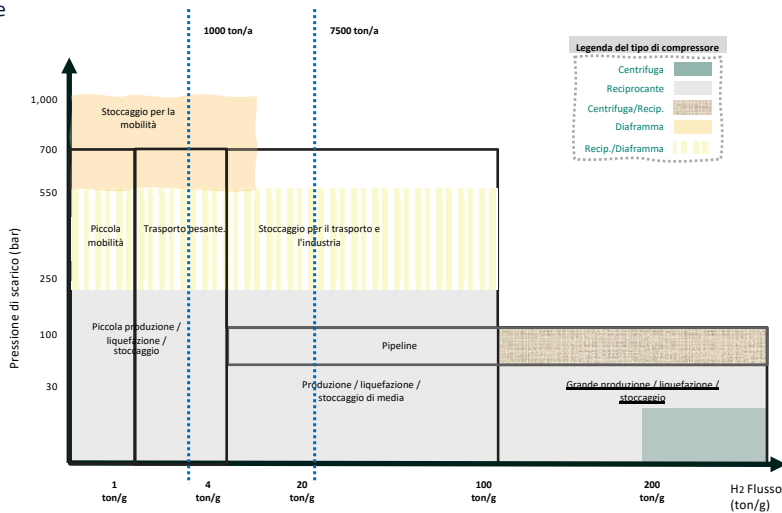 e
1000 ton/a
7500 ton/a
Legenda del tipo di compressore
Centrifuga
Reciprocante
Centrifuga/Recip.
Diaframma
Recip./Diaframma
Pressione di scarico (bar)
1,000
700
550
250
100
30
Stoccaggio per la
mobilità
Piccola
mobilità
Trasporto pesante.
Stoccaggio per il trasporto e
l'industria
Piccola produzione /
liquefazione /
stoccaggio
Pipeline
Produzione / liquefazione /
stoccaggio di media
Grande produzione / liquefazione /
stoccaggio
1
ton/g
4
ton/g
20
ton/g
100
ton/g
200
ton/g
H2 Flusso
(ton/g)